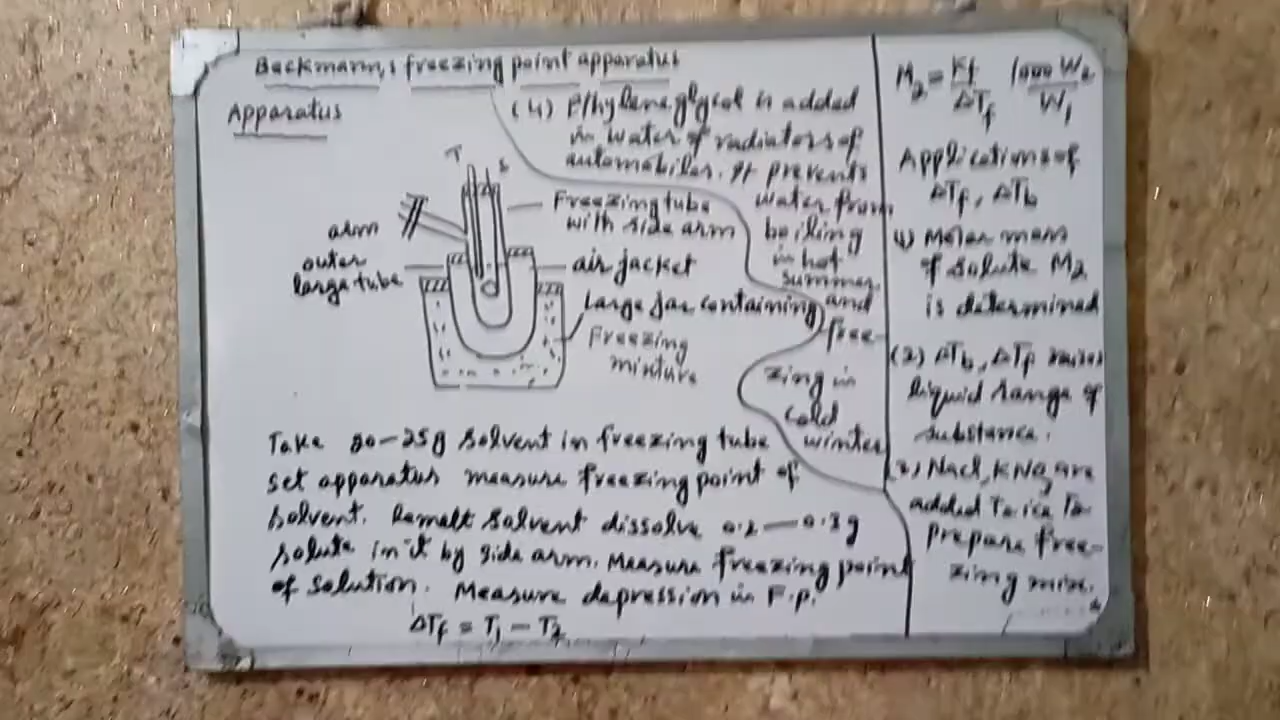 Beckmann,s freezing point apparatus
Apparatus
T
S
arm
outer
large tube
Freezing tube
with side arm
air jacket
Large jar containing
Freezing
mixture
Take 20-25g solvent in freezing tube
set apparatus measure freezing point of
solvent. Remelt solvent dissolve 0.2 — 0.3g
solute in it by side arm. Measure freezing point
of solution. Measure depression in F.p.
ΔTf = T1 - T2
M2 = Kf/ΔTf 1000 W2/W1
Applications of
ΔTf, ΔTb
(1) Molar mass
of solute M2
is determined
(2) ΔTb, ΔTf raises
liquid range of
substance.
(3) NaCl, KNO3 are
added To ice To
prepare free-
zing mix.
(4) Ethylene glycol is added
in water of radiators of
automobiles. It prevents
water from
boiling
in hot
summer
and
free-
zing in
cold
winter